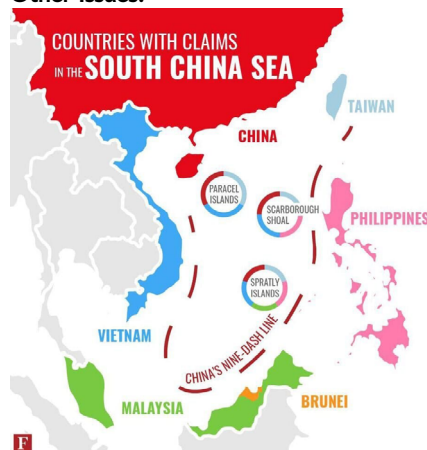 Other Issues:
COUNTRIES WITH CLAIMS
IN THE SOUTH CHINA SEA
TAIWAN
CHINA
PARACEL
ISLANDS
SCARBOROUGH
SHOAL
PHILIPPINES
SPRATLY
ISLANDS
VIETNAM
CHINA'S NINE-DASH LINE
MALAYSIA
BRUNEI
F